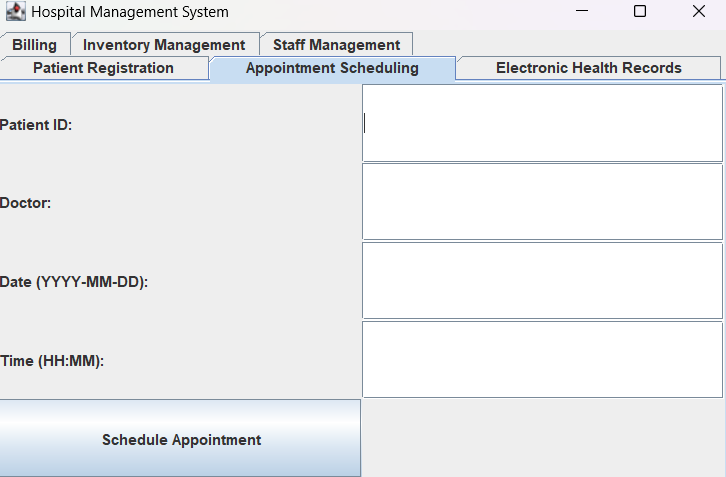 Hospital Management System
Billing Inventory Management Staff Management
Patient Registration Appointment Scheduling Electronic Health Records
Patient ID:
Doctor:
Date (YYYY-MM-DD):
Time (HH:MM):
Schedule Appointment